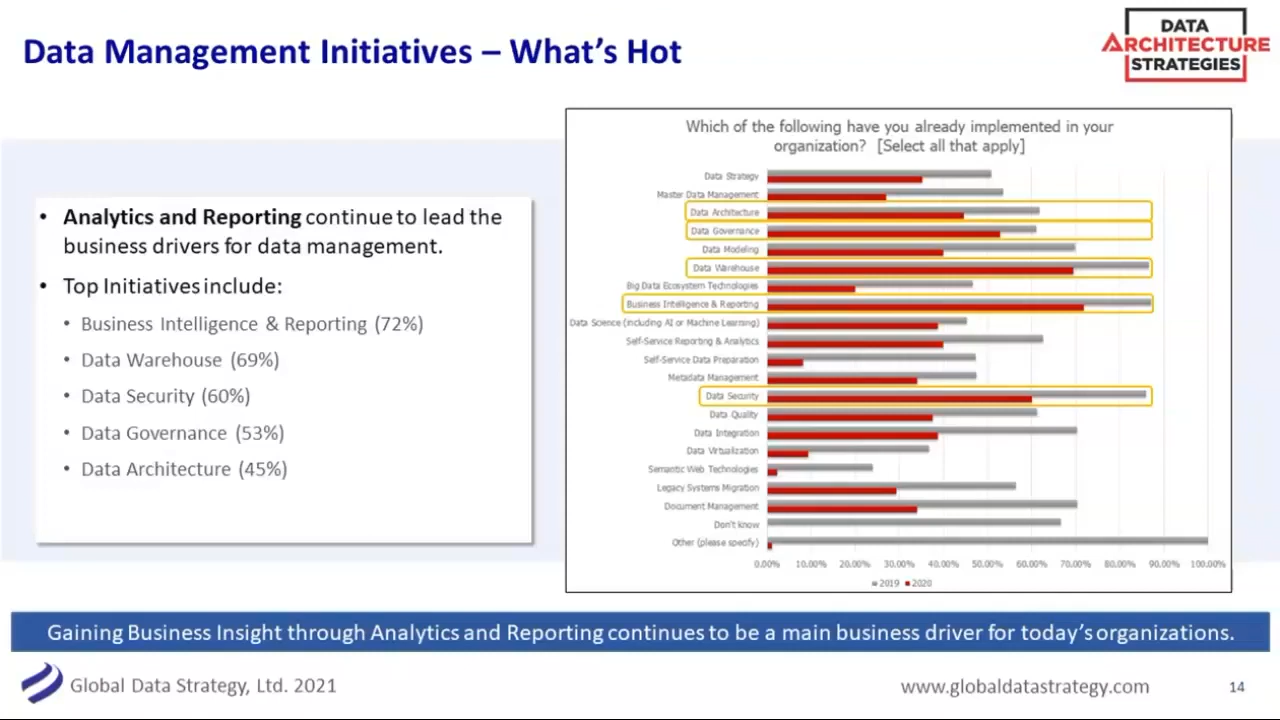 Data Management Initiatives – What's Hot
DATA
ARCHITECTURE
STRATEGIES
• Analytics and Reporting continue to lead the
business drivers for data management.
• Top Initiatives include:
• Business Intelligence & Reporting (72%)
• Data Warehouse (69%)
• Data Security (60%)
• Data Governance (53%)
• Data Architecture (45%)
Which of the following have you already implemented in your
organization? [Select all that apply]
Data Strategy
Master Data Management
Data Architecture
Data Governance
Data Modeling
Data Warehouse
Big Data Ecosystem Technologies
Business Intelligence & Reporting
Data Science (including AI or Machine Learning)
Self-Service Reporting & Analytics
Self-Service Data Preparation
Metadata Management
Data Security
Data Quality
Data Integration
Data Virtualization
Semantic Web Technologies
Legacy Systems Migration
Document Management
Don't know
Other (please specify)
0.00% 10.00% 20.00% 30.00% 40.00% 50.00% 60.00% 70.00% 80.00% 90.00% 100.00%
2019 2020
Gaining Business Insight through Analytics and Reporting continues to be a main business driver for today's organizations.
Global Data Strategy, Ltd. 2021
www.globaldatastrategy.com
14